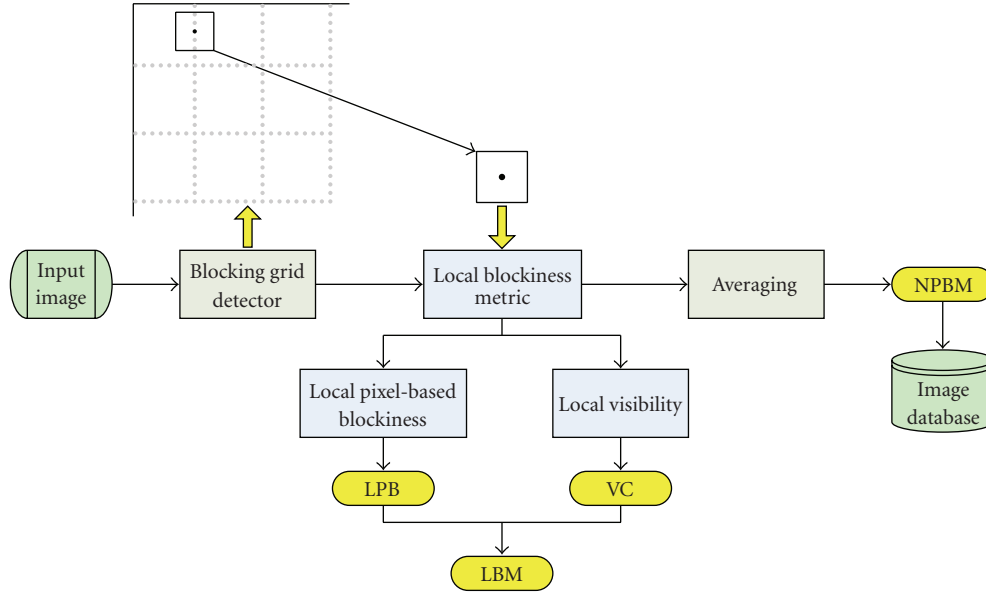 Input
image
Blocking grid
detector
Local blockiness
metric
Averaging
NPBM
Image
database
Local pixel-based
blockiness
Local visibility
LPB
VC
LBM